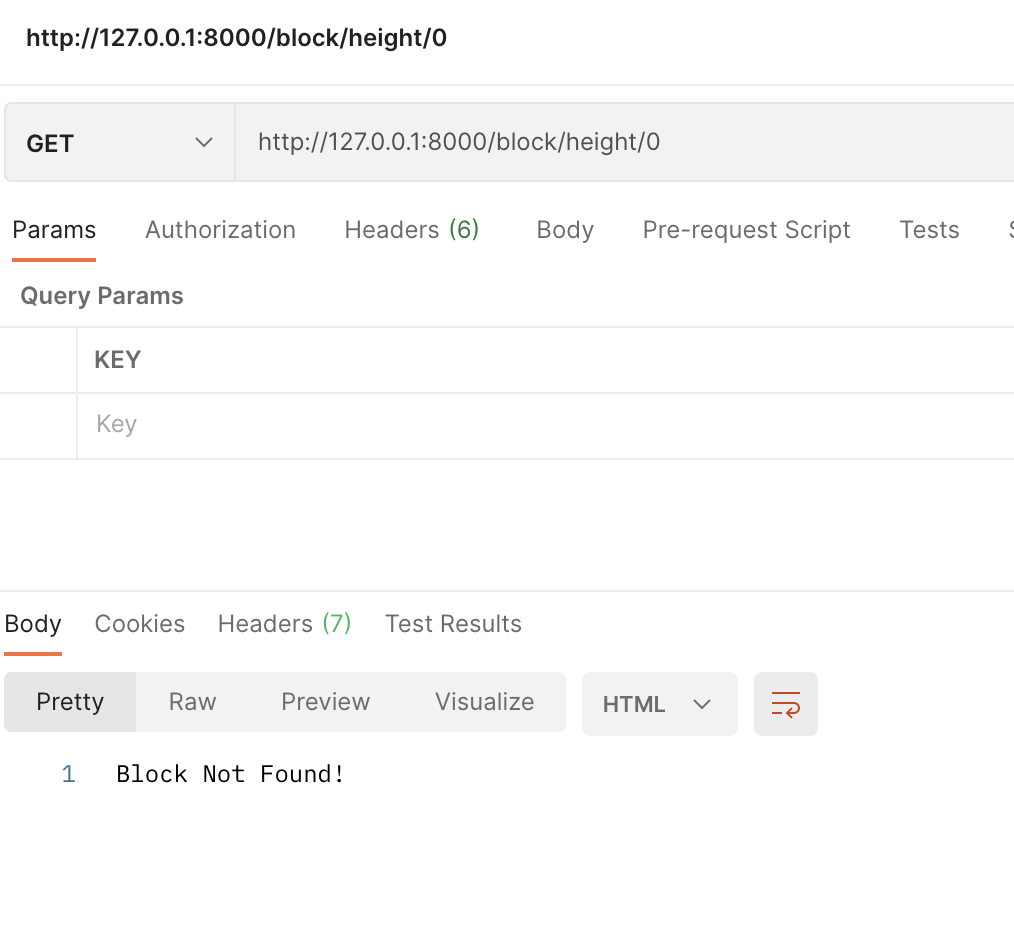 http://127.0.0.1:8000/block/height/0
GET http://127.0.0.1:8000/block/height/0
Params Authorization Headers (6) Body Pre-request Script Tests
Query Params
KEY
Key
Body Cookies Headers (7) Test Results
Pretty Raw Preview Visualize HTML
1 Block Not Found!